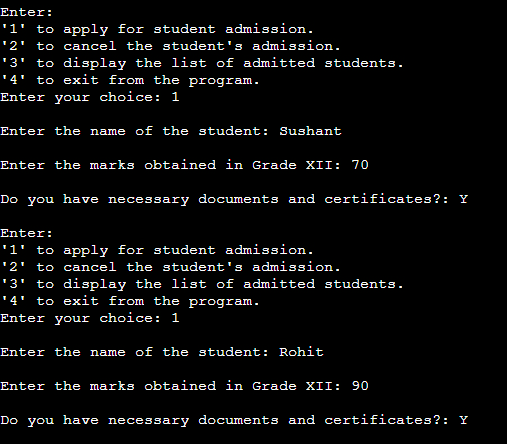 Enter:
'1' to apply for student admission.
'2' to cancel the student's admission.
'3' to display the list of admitted students.
'4' to exit from the program.
Enter your choice: 1
Enter the name of the student: Sushant
Enter the marks obtained in Grade XII: 70
Do you have necessary documents and certificates?: Y
Enter:
'1' to apply for student admission.
'2' to cancel the student's admission.
'3' to display the list of admitted students.
'4' to exit from the program.
Enter your choice: 1
Enter the name of the student: Rohit
Enter the marks obtained in Grade XII: 90
Do you have necessary documents and certificates?: Y